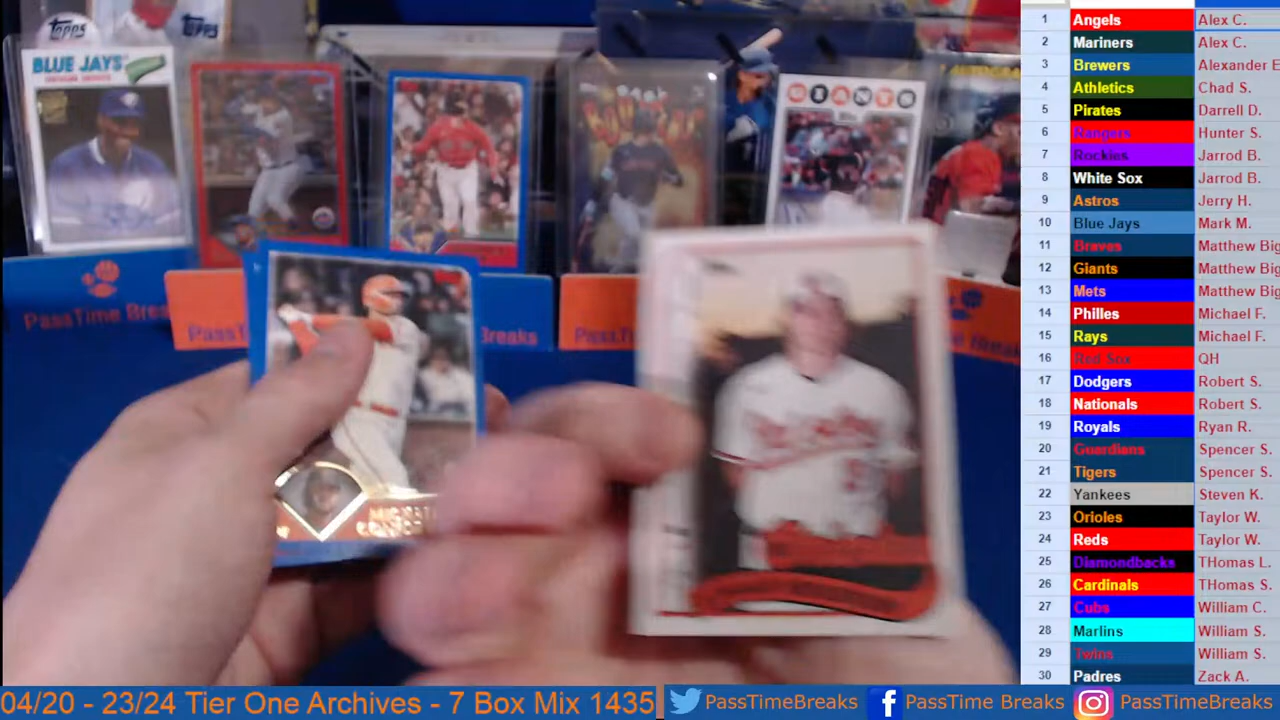 Topps
Topps
BLUE JAYS
GIANTS
PassTime Brea
PassT
Breaks
1 Angels Alex C.
2 Mariners Alex C.
3 Brewers Alexander E
4 Athletics Chad S.
5 Pirates Darrell D.
6 Rangers Hunter S.
7 Rockies Jarrod B.
8 White Sox Jarrod B.
9 Astros Jerry H.
10 Blue Jays Mark M.
11 Braves Matthew Big
12 Giants Matthew Big
13 Mets Matthew Big
14 Philles Michael F.
15 Rays Michael F.
16 Red Sox QH
17 Dodgers Robert S.
18 Nationals Robert S.
19 Royals Ryan R.
20 Guardians Spencer S.
21 Tigers Spencer S.
22 Yankees Steven K.
23 Orioles Taylor W.
24 Reds Taylor W.
25 Diamondbacks THomas L.
26 Cardinals THomas S.
27 Cubs William C.
28 Marlins William S.
29 Twins William S.
30 Padres Zack A.
04/20 - 23/24 Tier One Archives - 7 Box Mix 1435 PassTimeBreaks PassTime Breaks PassTimeBreaks